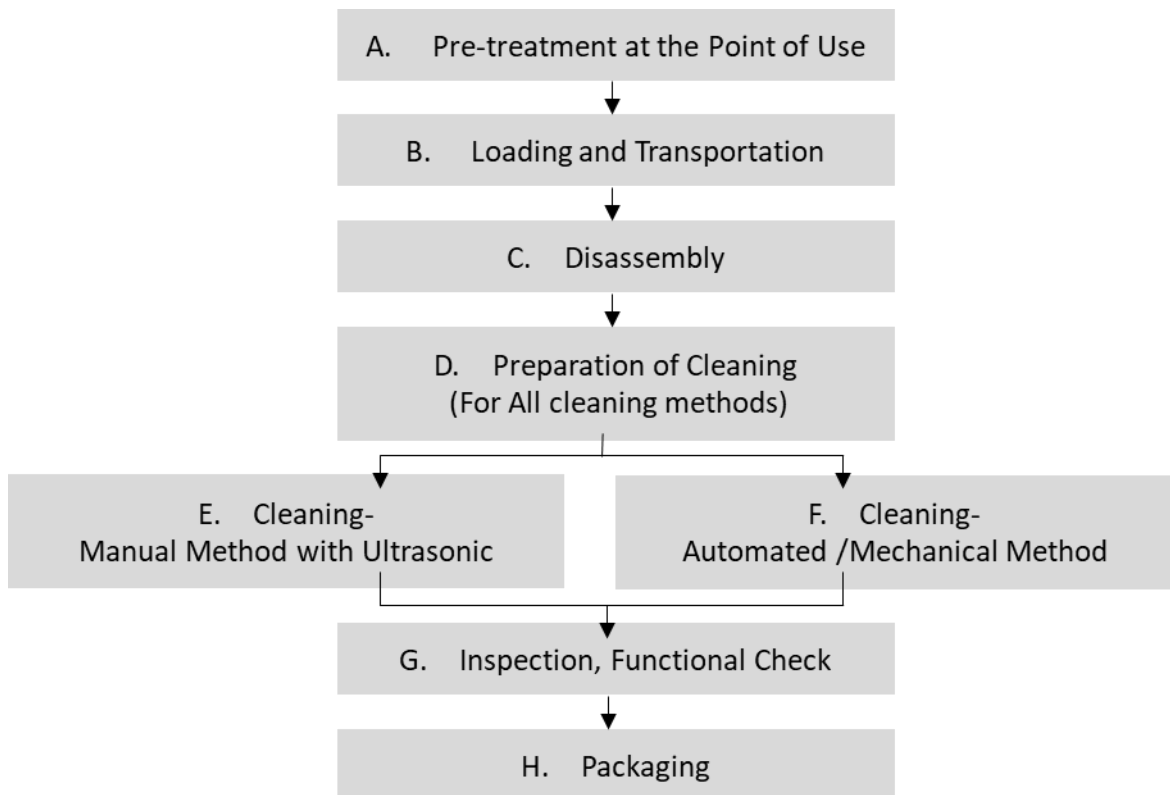 A. Pre-treatment at the Point of Use
B. Loading and Transportation
C. Disassembly
D. Preparation of Cleaning
(For All cleaning methods)
E. Cleaning-
Manual Method with Ultrasonic
F. Cleaning-
Automated /Mechanical Method
G. Inspection, Functional Check
H. Packaging